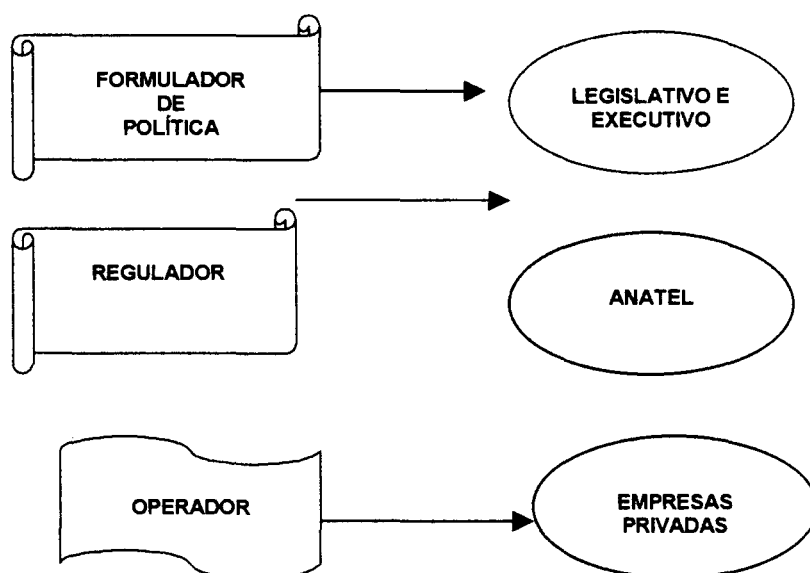 FORMULADOR
DE
POLÍTICA
LEGISLATIVO E
EXECUTIVO
REGULADOR
ANATEL
OPERADOR
EMPRESAS
PRIVADAS